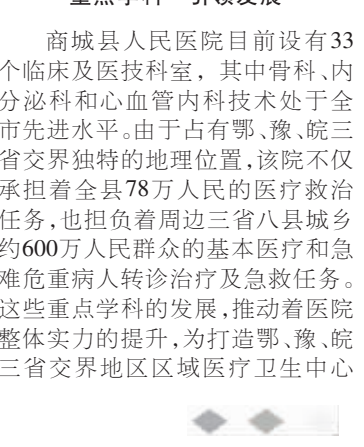 商城县人民医院目前设有33
个临床及医技科室，其中骨科、内
分泌科和心血管内科技术处于全
市先进水平。由于占有鄂、豫、皖三
省交界独特的地理位置，该院不仅
承担着全县78万人民的医疗救治
任务，也担负着周边三省八县城乡
约600万人民群众的基本医疗和急
难危重病人转诊治疗及急救任务。
这些重点学科的发展，推动着医院
整体实力的提升，为打造鄂、豫、皖
三省交界地区区域医疗卫生中心